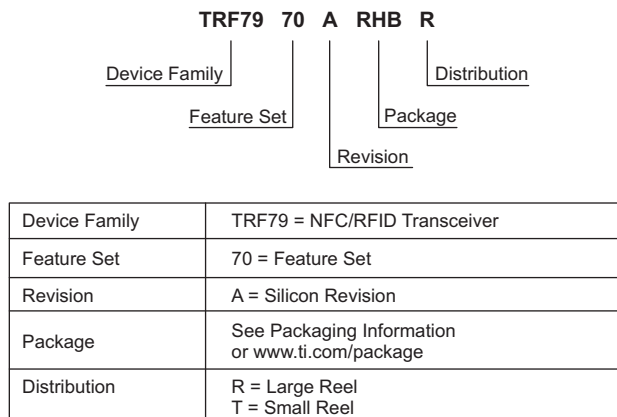 TRF79 70 A RHB R
Device Family
Distribution
Feature Set
Package
Revision
Device Family TRF79 = NFC/RFID Transceiver
Feature Set 70 = Feature Set
Revision A = Silicon Revision
Package See Packaging Information
or www.ti.com/package
Distribution R = Large Reel
T = Small Reel